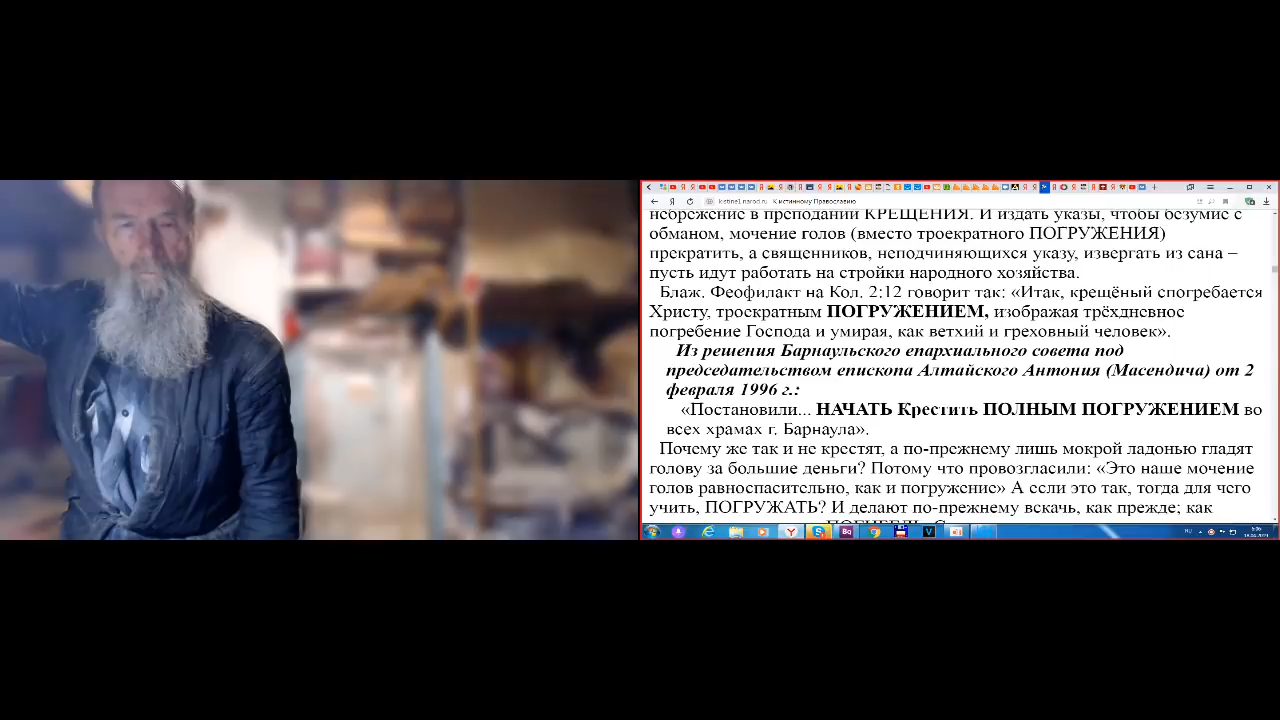 k-istine1.narod.ru К истинному Православию
небрежение в преподании КРЕЩЕНИЯ. И издать указы, чтобы безумие с
обманом, мочение голов (вместо троекратного ПОГРУЖЕНИЯ)
прекратить, а священников, неподчиняющихся указу, извергать из сана –
пусть идут работать на стройки народного хозяйства.
Блаж. Феофилакт на Кол. 2:12 говорит так: «Итак, крещёный спогребается
Христу, троекратным ПОГРУЖЕНИЕМ, изображая трёхдневное
погребение Господа и умирая, как ветхий и греховный человек».
Из решения Барнаульского епархиального совета под
председательством епископа Алтайского Антония (Масендича) от 2
февраля 1996 г.:
«Постановили... НАЧАТЬ Крестить ПОЛНЫМ ПОГРУЖЕНИЕМ во
всех храмах г. Барнаула».
Почему же так и не крестят, а по-прежнему лишь мокрой ладонью гладят
голову за большие деньги? Потому что провозгласили: «Это наше мочение
голов равноспасительно, как и погружение» А если это так, тогда для чего
учить, ПОГРУЖАТЬ? И делают по-прежнему вскачь, как прежде; как
RU